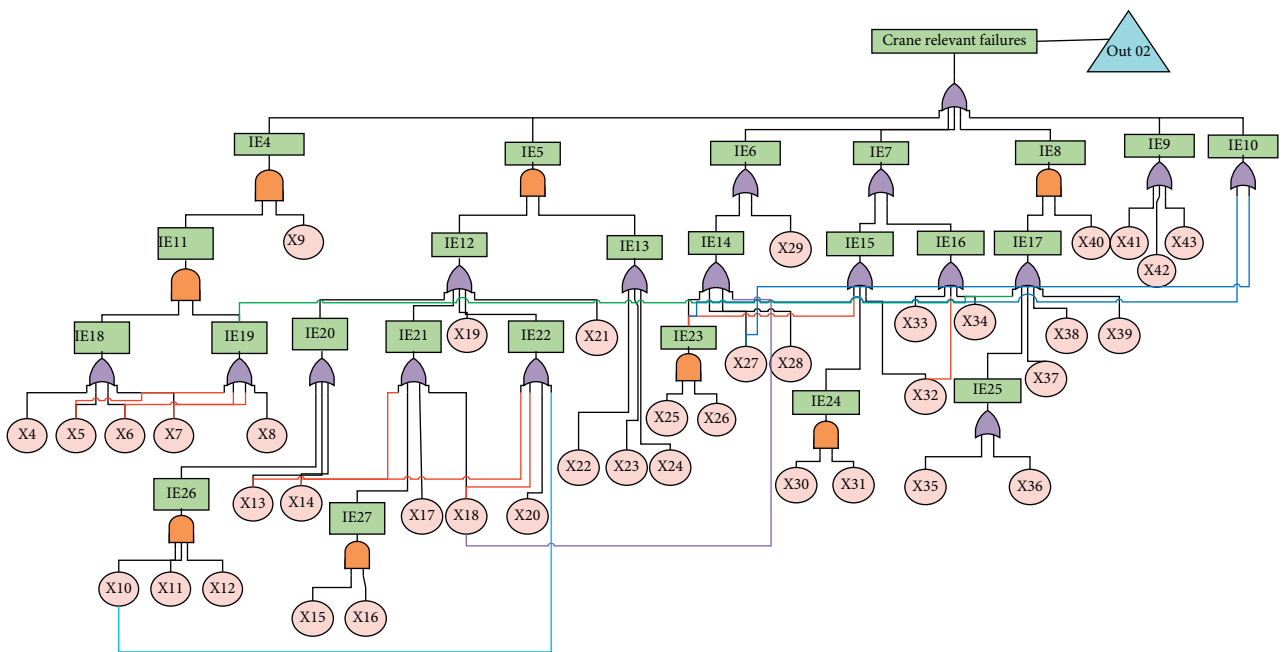 Crane relevant failures
Out 02
IE4
IE5
IE6
IE7
IE8
IE9
IE10
IE11
X9
IE12
IE13
IE14
X29
IE15
IE16
IE17
X40
X41
X42
X43
IE18
IE19
IE20
IE21
X19
IE22
X21
IE23
X27
X28
X33
X34
X38
X39
X4
X5
X6
X7
X8
X22
X23
X24
X25
X26
IE24
X32
IE25
X37
IE26
X13
X14
IE27
X17
X18
X20
X30
X31
X35
X36
X10
X11
X12
X15
X16